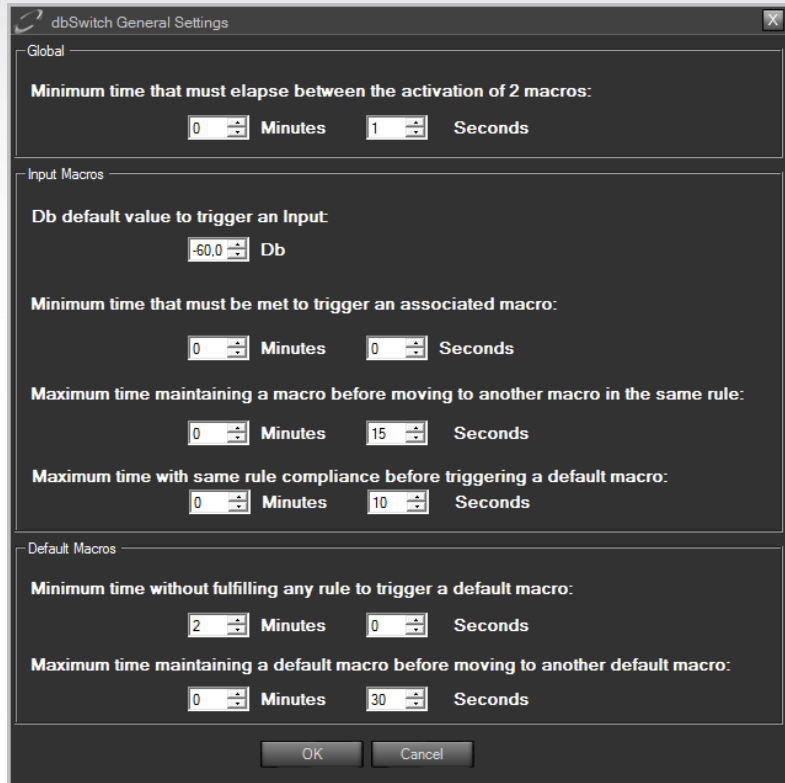 dbSwitch General Settings X
Global
Minimum time that must elapse between the activation of 2 macros:
0 Minutes 1 Seconds
Input Macros
Db default value to trigger an Input:
-60,0 Db
Minimum time that must be met to trigger an associated macro:
0 Minutes 0 Seconds
Maximum time maintaining a macro before moving to another macro in the same rule:
0 Minutes 15 Seconds
Maximum time with same rule compliance before triggering a default macro:
0 Minutes 10 Seconds
Default Macros
Minimum time without fulfilling any rule to trigger a default macro:
2 Minutes 0 Seconds
Maximum time maintaining a default macro before moving to another default macro:
0 Minutes 30 Seconds
OK Cancel